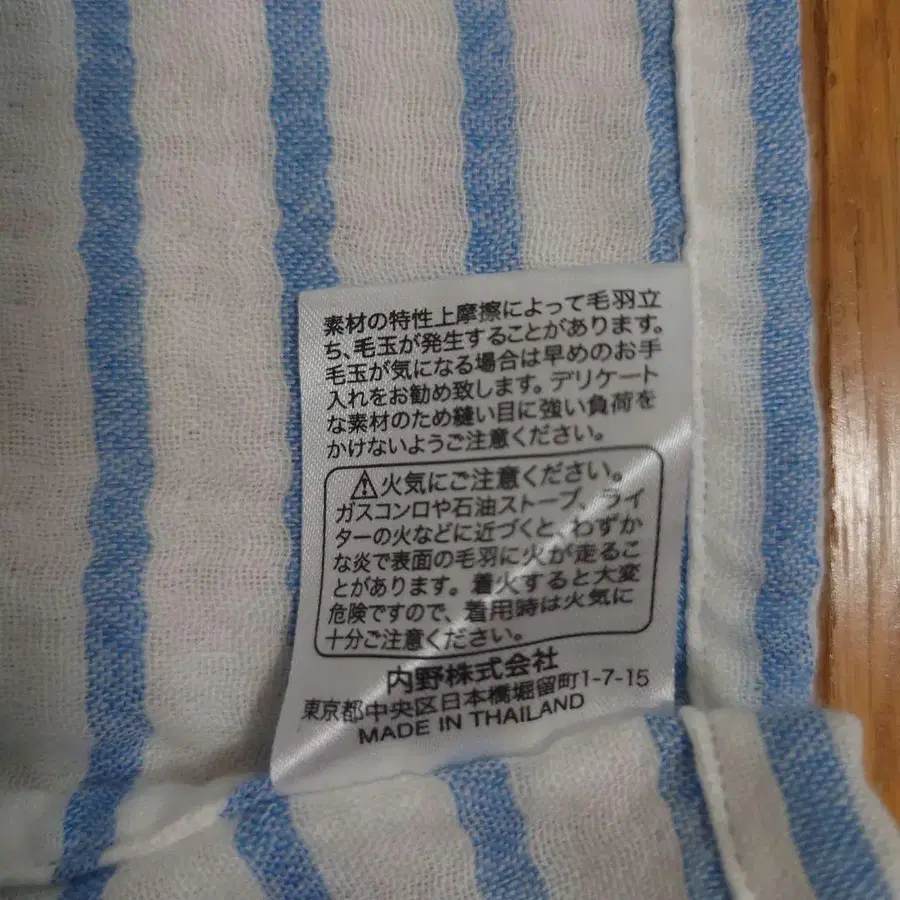 素材の特性上摩擦によって毛羽立
ち、毛玉が発生することがあります。
毛玉が気になる場合は早めのお手
入れをお勧め致します。デリケート
な素材のため縫い目に強い負荷を
かけないようご注意ください。
⚠火気にご注意ください。
ガスコンロや石油ストーブ、ライ
ターの火などに近づくと、わずか
な炎で表面の毛羽に火が走るこ
とがあります。着火すると大変
危険ですので、着用時は火気に
十分ご注意ください。
内野株式会社
東京都中央区日本橋堀留町1-7-15
MADE IN THAILAND